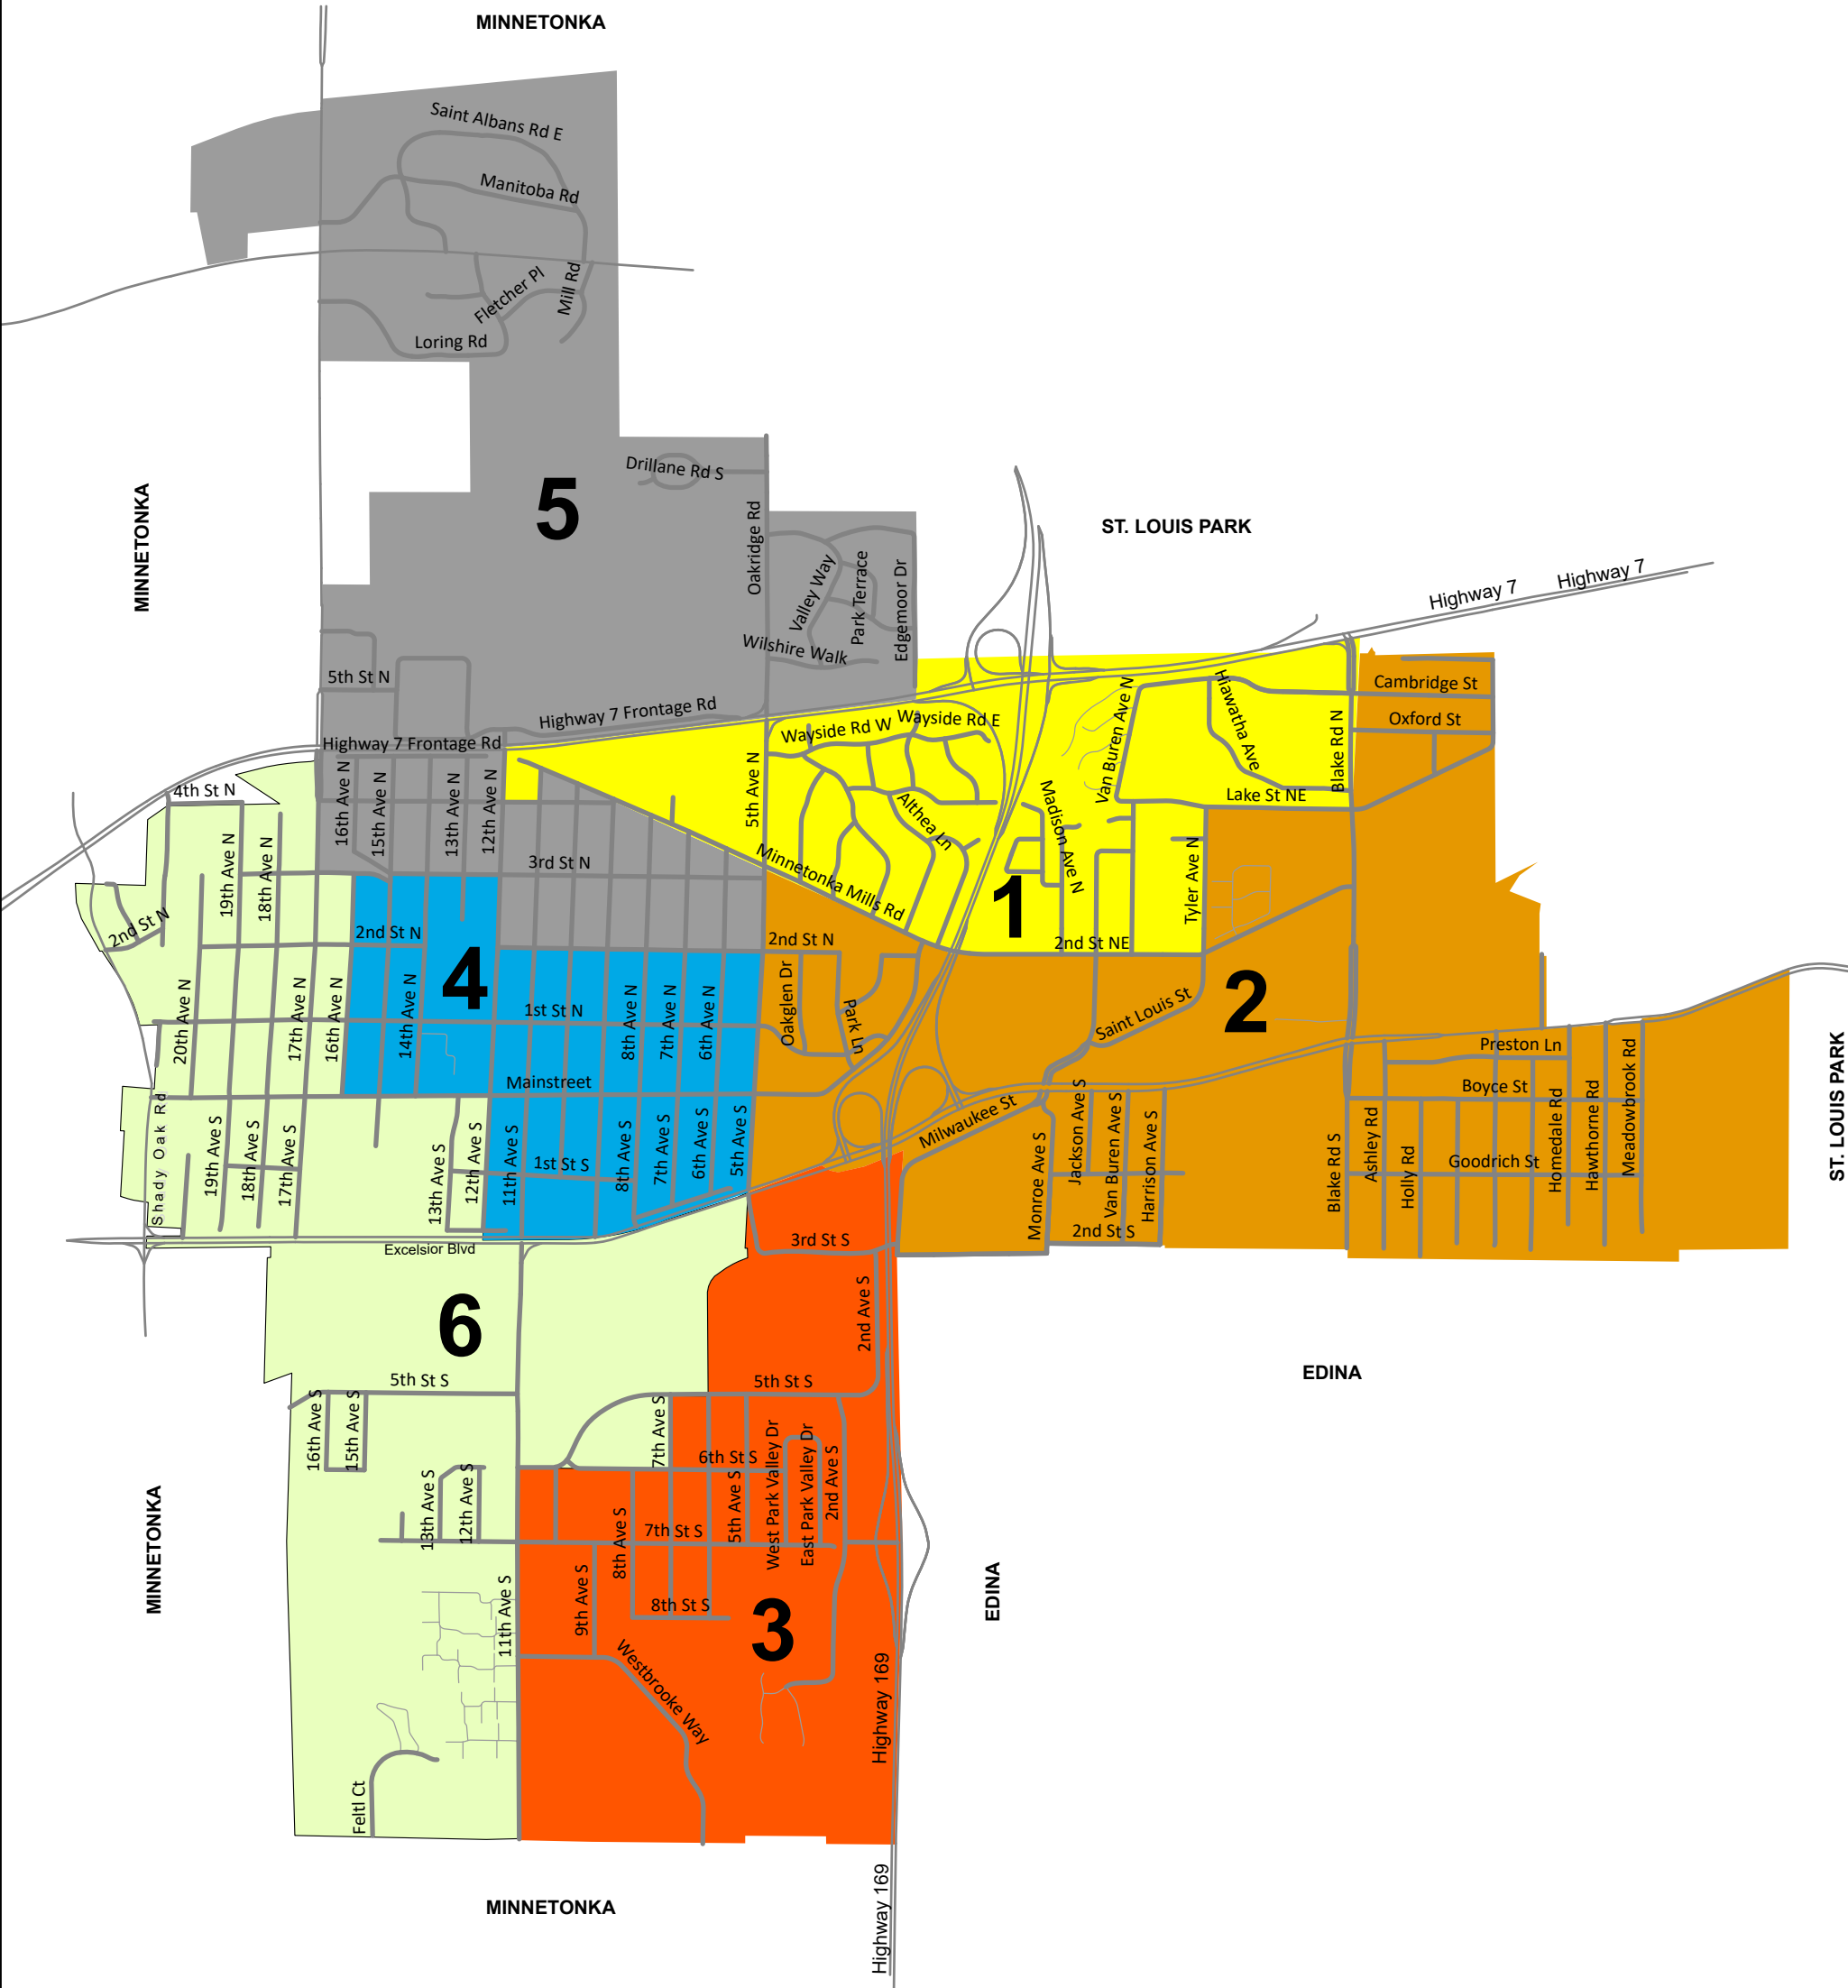 MINNETONKA
Saint Albans Rd E
Manitoba Rd
Fletcher Pl
Mill Rd
Loring Rd
Drillane Rd S
5
MINNETONKA
Oakridge Rd
Valley Way
Park Terrace
Edgemoor Dr
Wilshire Walk
ST. LOUIS PARK
Highway 7
Highway 7
5th St N
Highway 7 Frontage Rd
Highway 7 Frontage Rd
Wayside Rd W
Wayside Rd E
Van Buren Ave N
Hiawatha Ave
Blake Rd N
Cambridge St
Oxford St
4th St N
16th Ave N
15th Ave N
13th Ave N
12th Ave N
5th Ave N
Althea Ln
Madison Ave N
Lake St NE
19th Ave N
18th Ave N
3rd St N
Minnetonka Mills Rd
1
Tyler Ave N
2nd St N
2nd St N
4
2nd St N
2nd St NE
2
20th Ave N
17th Ave N
16th Ave N
14th Ave N
1st St N
8th Ave N
7th Ave N
6th Ave N
Oakglen Dr
Park Ln
Saint Louis St
Preston Ln
Boyce St
ST. LOUIS PARK
Mainstreet
Milwaukee St
Shady Oak Rd
19th Ave S
18th Ave S
17th Ave S
13th Ave S
12th Ave S
11th Ave S
1st St S
8th Ave S
7th Ave S
6th Ave S
5th Ave S
Monroe Ave S
Jackson Ave S
Van Buren Ave S
Harrison Ave S
2nd St S
Blake Rd S
Ashley Rd
Holly Rd
Goodrich St
Homedale Rd
Hawthorne Rd
Meadowbrook Rd
Excelsior Blvd
3rd St S
6
2nd Ave S
EDINA
5th St S
5th St S
16th Ave S
15th Ave S
7th Ave S
6th St S
West Park Valley Dr
East Park Valley Dr
2nd Ave S
5th Ave S
13th Ave S
12th Ave S
8th Ave S
7th St S
MINNETONKA
EDINA
11th Ave S
9th Ave S
8th St S
3
Westbrooke Way
Highway 169
Feltl Ct
MINNETONKA
Highway 169